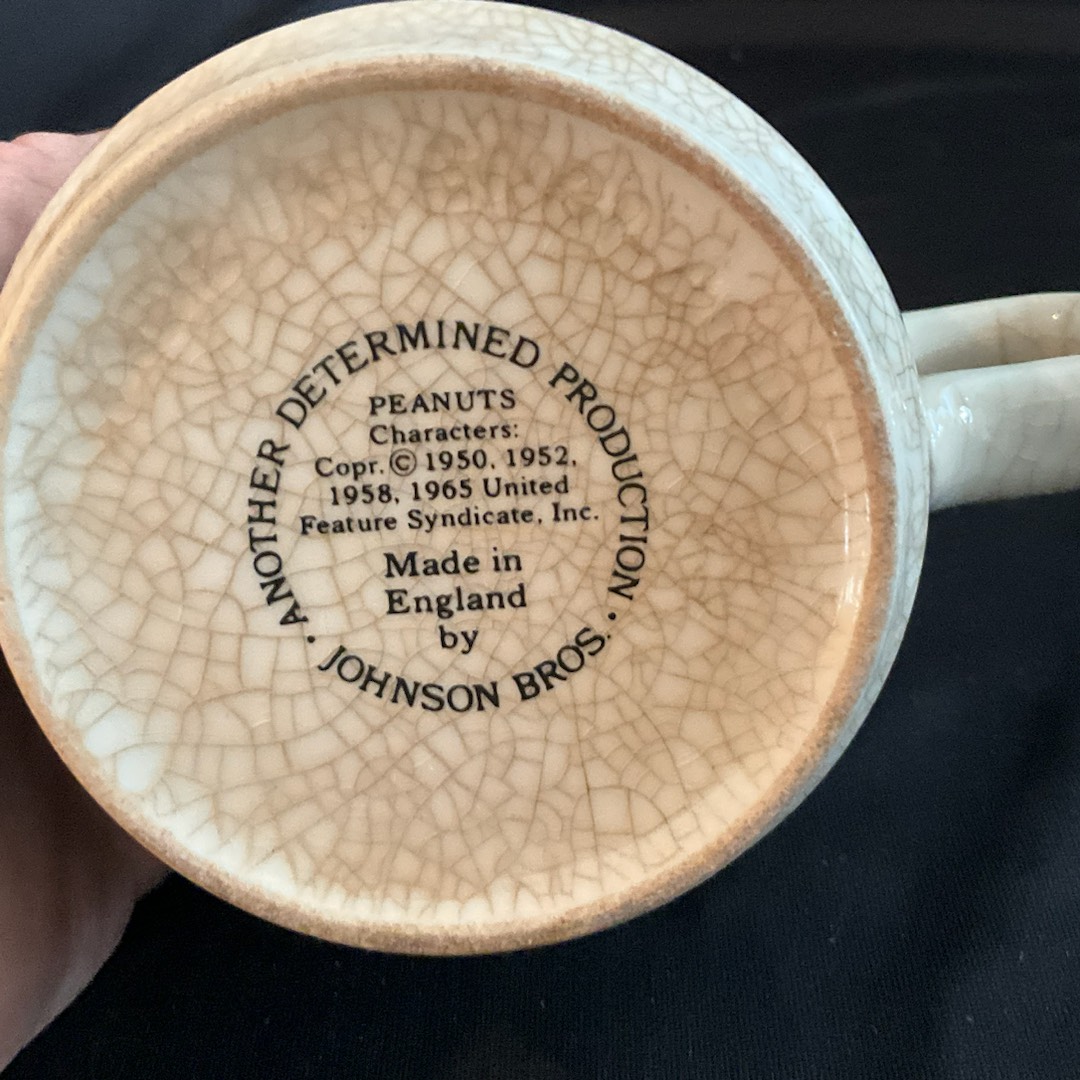 ANOTHER DETERMINED PRODUCTION
PEANUTS
Characters:
Copr. © 1950, 1952,
1958, 1965 United
Feature Syndicate, Inc.
Made in
England
by
• JOHNSON BROS. •